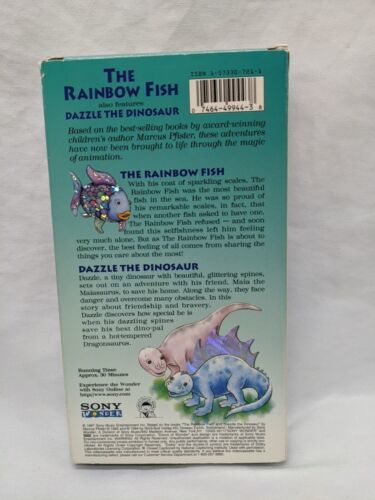 THE
RAINBOW FISH
also features
DAZZLE THE DINOSAUR
ISBN 1-57330-781-1
0 7464-49944-3 8
Based on the best-selling books by award-winning
children's author Marcus Pfister, these adventures
have now been brought to life through the magic
of animation.
THE RAINBOW FISH
With his coat of sparkling scales, The
Rainbow Fish was the most beautiful
fish in the sea. He was so proud of
his remarkable scales, in fact, that
when another fish asked to have one,
The Rainbow Fish refused — and soon
found this selfishness left him feeling
very much alone. But as The Rainbow Fish is about to
discover, the best feeling of all comes from sharing the
things you care about the most!
DAZZLE THE DINOSAUR
Dazzle, a tiny dinosaur with beautiful, glittering spines,
sets out on an adventure with his friend, Maia the
Maiasaurus, to save his home. Along the way, they face
danger and overcome many obstacles. In this
story about friendship and bravery,
Dazzle discovers how special he is
when his dazzling spines
save his best dino-pal
from a hot-tempered
Dragonsaurus.
Running Time:
Approx. 30 Minutes
Experience the Wonder
with Sony Online at
http://www.sony.com
SONY
WONDER